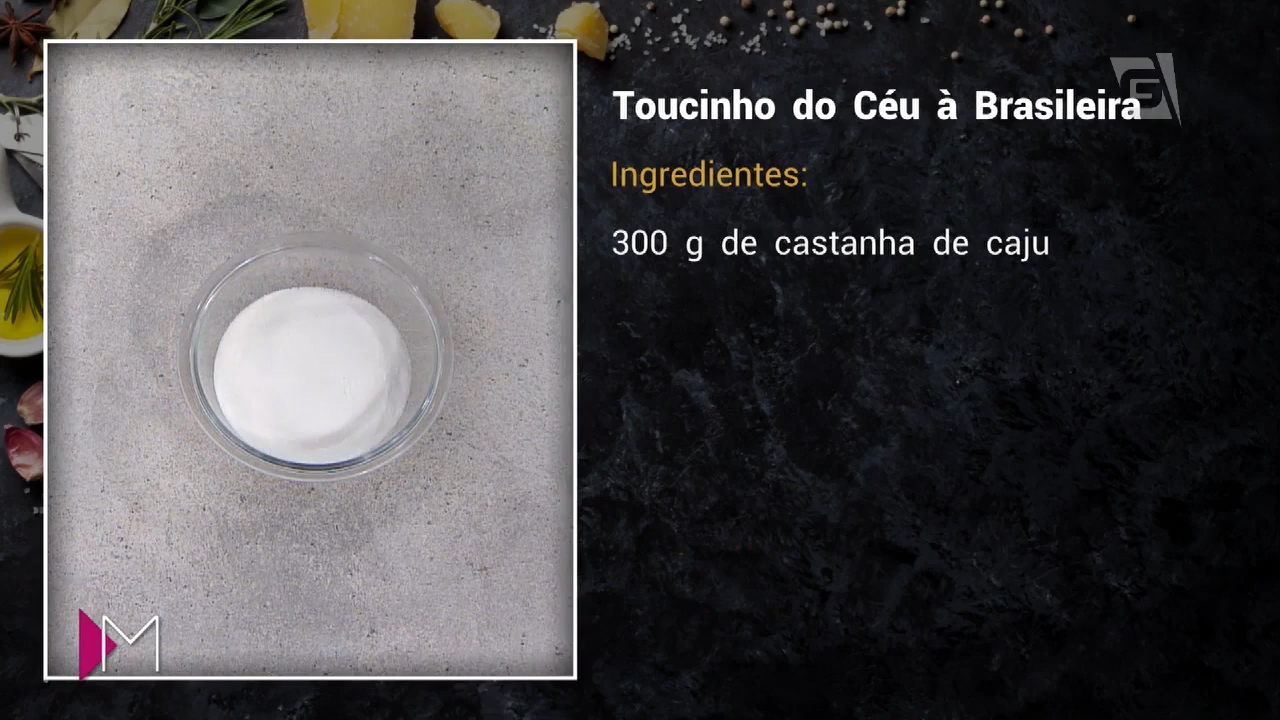 Toucinho do Céu à Brasileira
Ingredientes:
300 g de castanha de caju
M